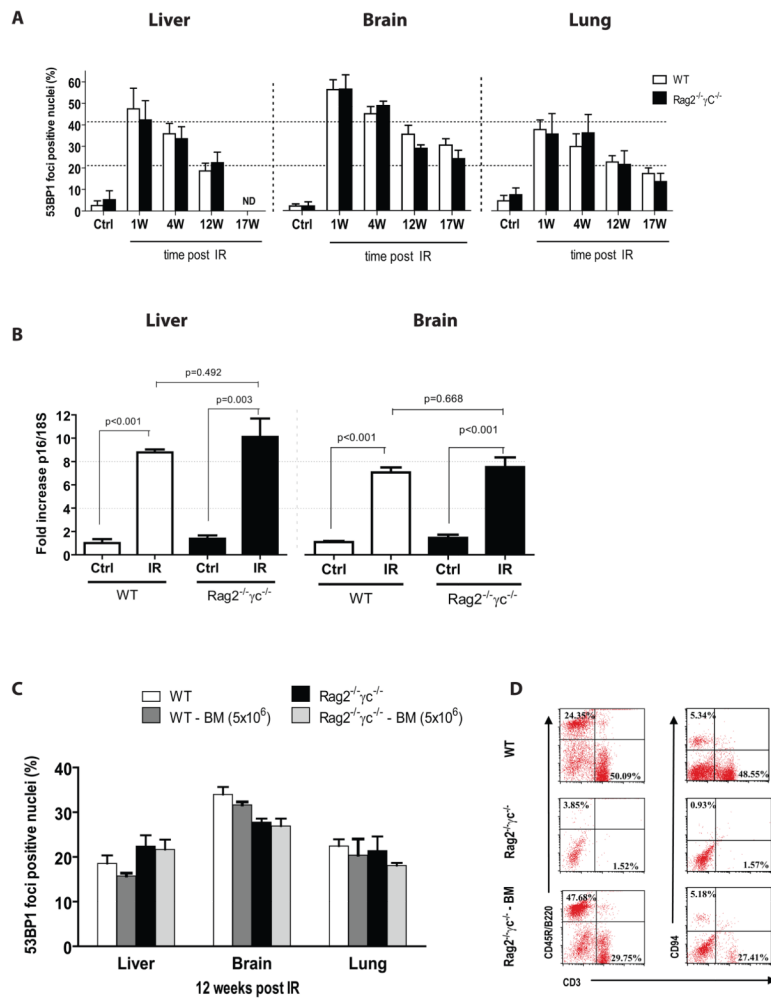 A
Liver
Brain
Lung
53BP1 foci positive nuclei (%)
60
50
40
30
20
10
0
WT
Rag2-/-γC-/-
ND
Ctrl 1W 4W 12W 17W
Ctrl 1W 4W 12W 17W
Ctrl 1W 4W 12W 17W
time post IR
time post IR
time post IR
B
Liver
Brain
Fold increase p16/18S
12
10
8
6
4
2
0
p=0.492
p<0.001
p=0.003
p=0.668
p<0.001
p<0.001
Ctrl IR Ctrl IR
Ctrl IR Ctrl IR
WT
Rag2-/-γc-/-
WT
Rag2-/-γc-/-
C
WT
Rag2-/-γc-/-
WT - BM (5x10⁶)
Rag2-/-γc-/- - BM (5x10⁶)
53BP1 foci positive nuclei (%)
40
30
20
10
0
Liver
Brain
Lung
12 weeks post IR
D
WT
24.35%
50.09%
5.34%
48.55%
Rag2-/-γc-/-
3.85%
1.52%
0.93%
1.57%
Rag2-/-γc-/- - BM
47.68%
29.75%
5.18%
27.41%
CD45R/B220
CD94
CD3